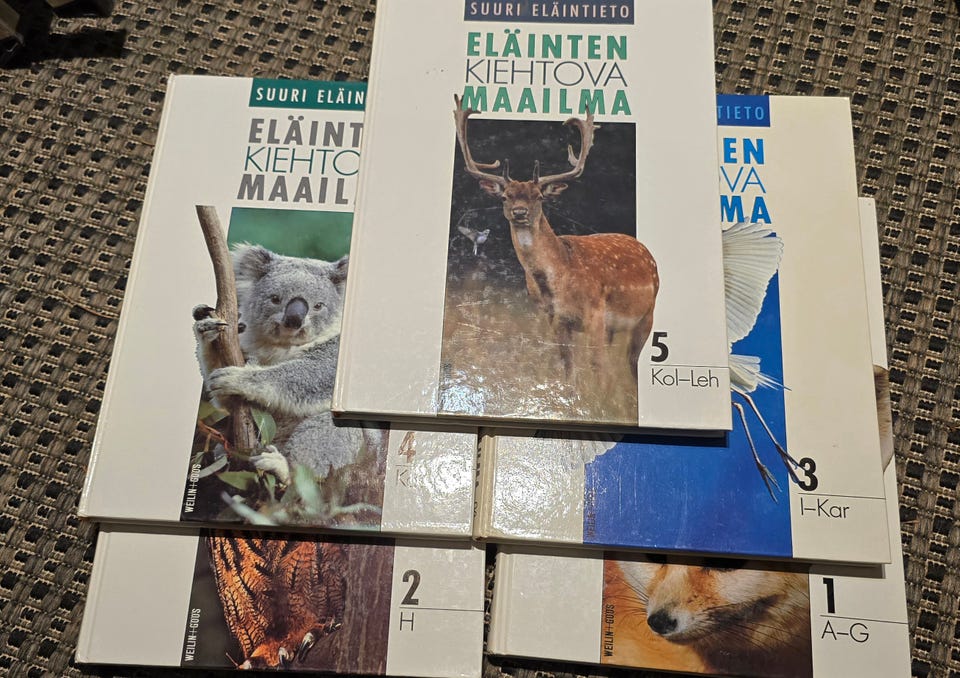 SUURI ELÄINTIETO
ELÄINTEN
KIEHTOVA
MAAILMA
5
Kol–Leh
SUURI ELÄIN
ELÄINT
KIEHTO
MAAIL
WEILIN+GÖÖS
4
K
TIETO
EN
VA
MA
3
I–Kar
WEILIN+GÖÖS
2
H
1
A–G